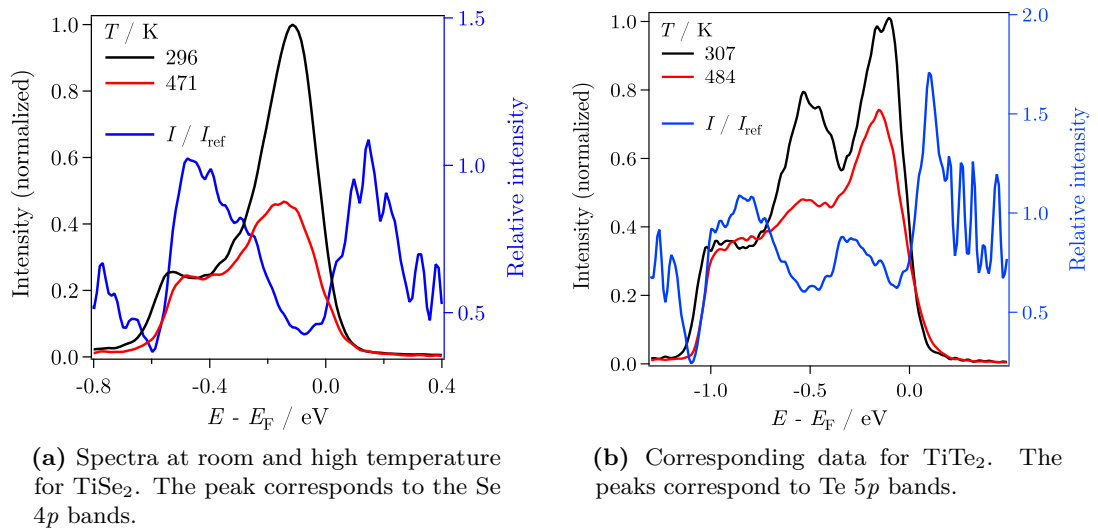 T / K
296
471
I / I_ref
1.0
0.8
0.6
0.4
0.2
0.0
Intensity (normalized)
1.5
1.0
0.5
Relative intensity
-0.8
-0.4
0.0
0.4
E - E_F / eV
(a) Spectra at room and high temperature
for TiSe₂. The peak corresponds to the Se
4p bands.
T / K
307
484
I / I_ref
1.0
0.8
0.6
0.4
0.2
0.0
Intensity (normalized)
2.0
1.5
1.0
0.5
Relative intensity
-1.0
-0.5
0.0
E - E_F / eV
(b) Corresponding data for TiTe₂. The
peaks correspond to Te 5p bands.